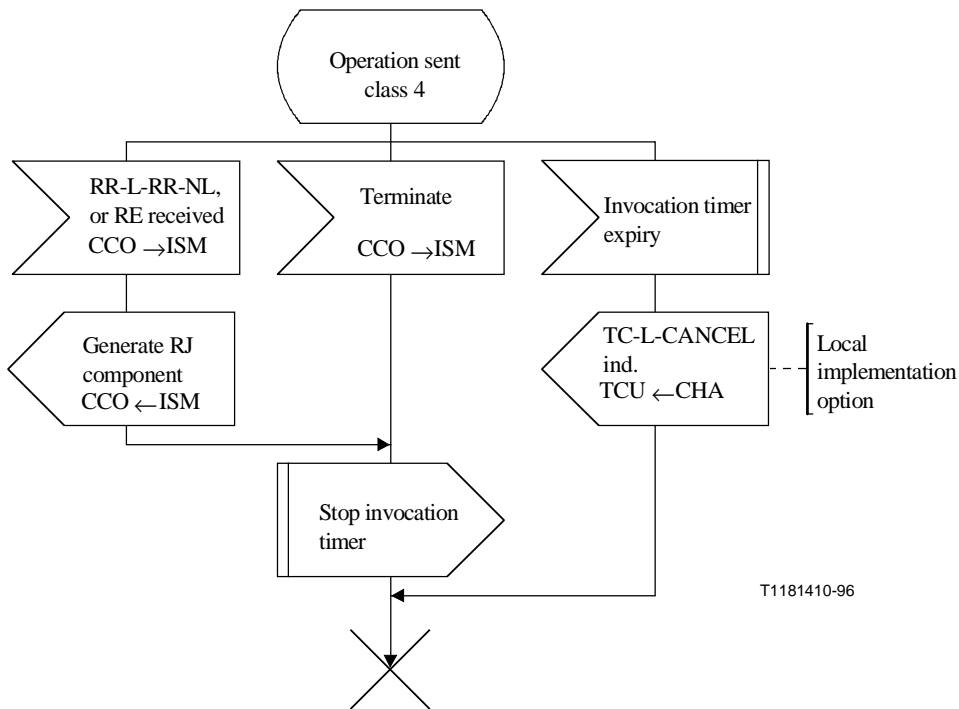 Operation sent
class 4
RR-L-RR-NL,
or RE received
CCO →ISM
Terminate
CCO →ISM
Invocation timer
expiry
Generate RJ
component
CCO ←ISM
TC-L-CANCEL
ind.
TCU ←CHA
Local
implementation
option
Stop invocation
timer
T1181410-96